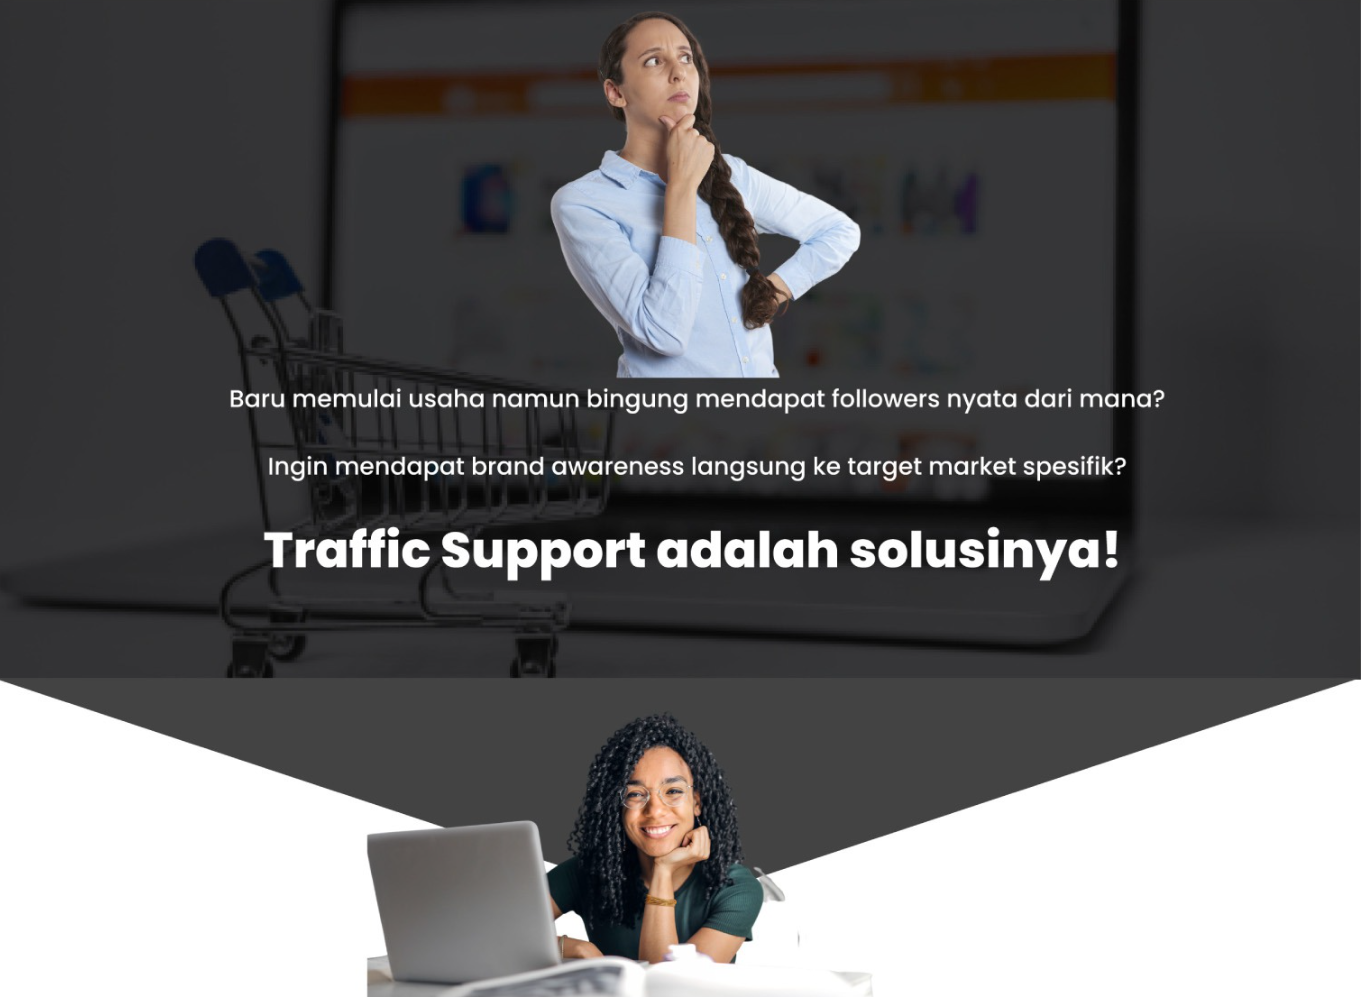 Baru memulai usaha namun bingung mendapat followers nyata dari mana?
Ingin mendapat brand awareness langsung ke target market spesifik?
Traffic Support adalah solusinya!